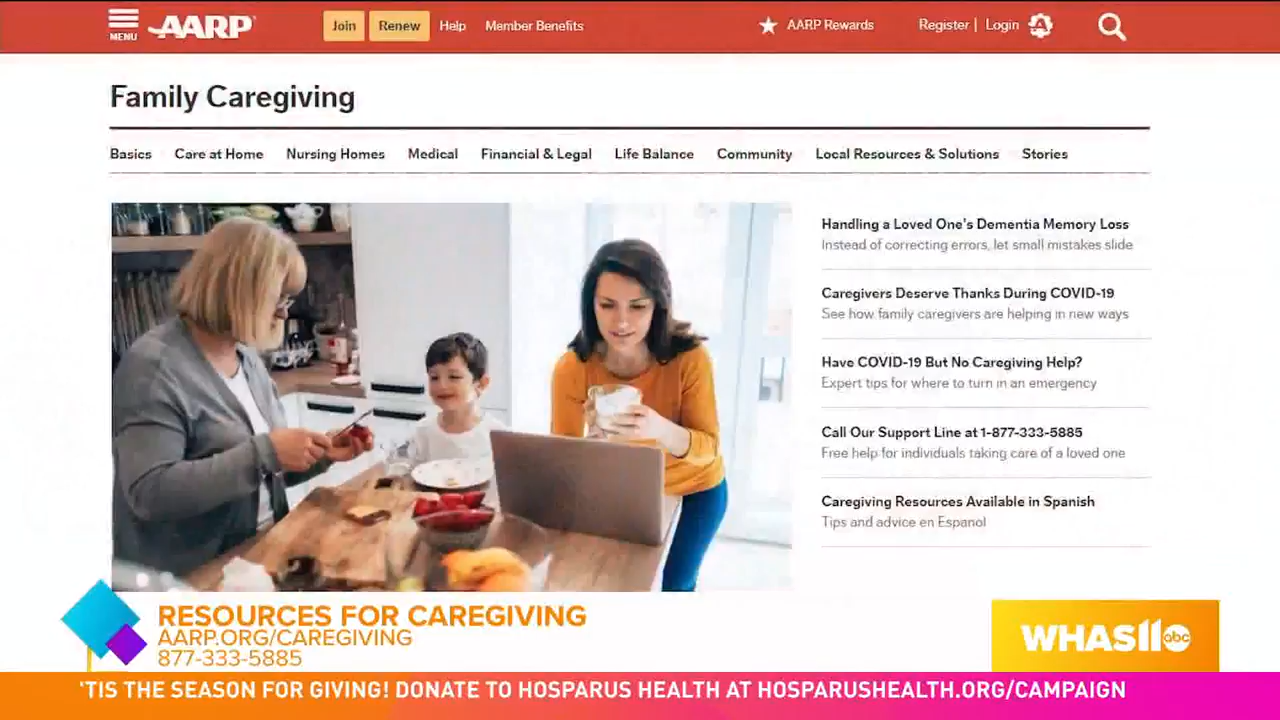 MENU
AARP
Join
Renew
Help
Member Benefits
AARP Rewards
Register |
Login
Family Caregiving
Basics
Care at Home
Nursing Homes
Medical
Financial & Legal
Life Balance
Community
Local Resources & Solutions
Stories
Handling a Loved One's Dementia Memory Loss
Instead of correcting errors, let small mistakes slide
Caregivers Deserve Thanks During COVID-19
See how family caregivers are helping in new ways
Have COVID-19 But No Caregiving Help?
Expert tips for where to turn in an emergency
Call Our Support Line at 1-877-333-5885
Free help for individuals taking care of a loved one
Caregiving Resources Available in Spanish
Tips and advice en Espanol
RESOURCES FOR CAREGIVING
AARP.ORG/CAREGIVING
877-333-5885
WHAS11 abc
'TIS THE SEASON FOR GIVING! DONATE TO HOSPARUS HEALTH AT HOSPARUSHEALTH.ORG/CAMPAIGN